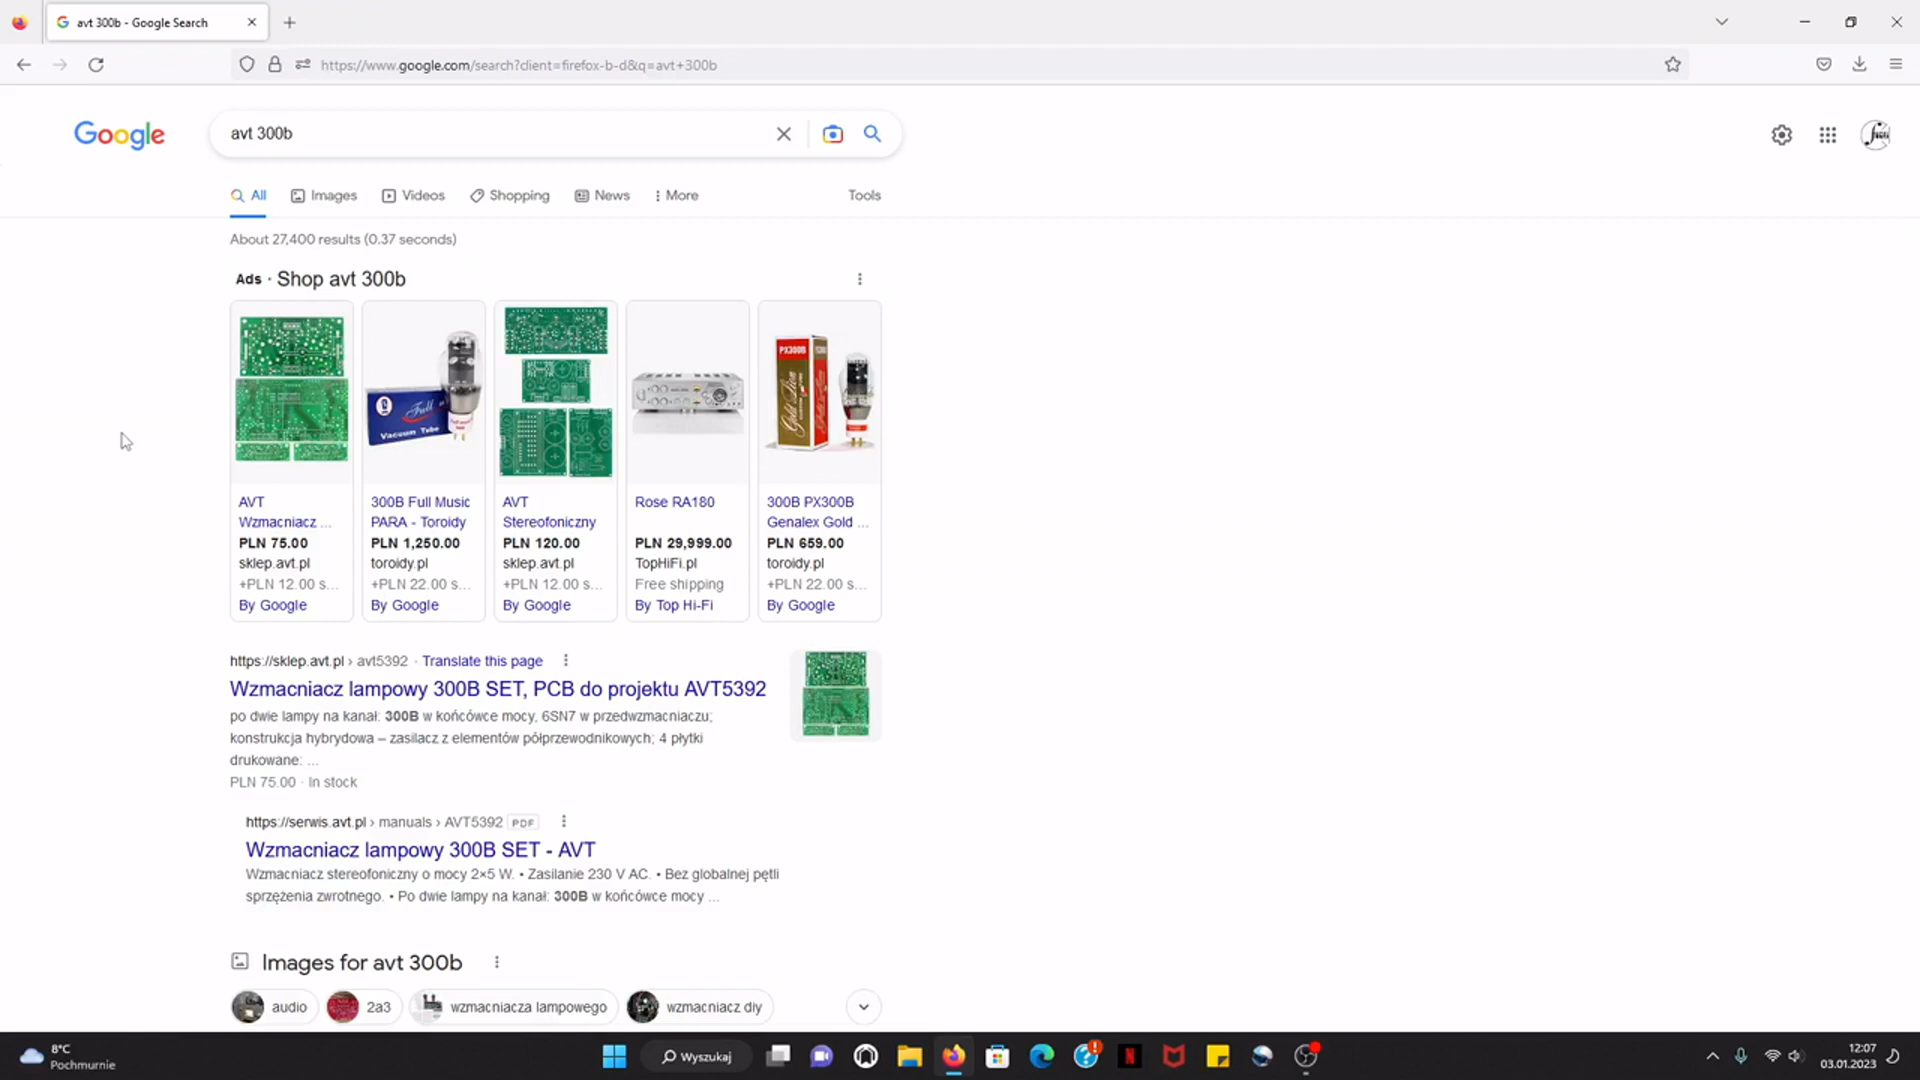 avt 300b - Google Search
https://www.google.com/search?client=firefox-b-d&q=avt+300b
Google
avt 300b
All
Images
Videos
Shopping
News
More
Tools
About 27,400 results (0.37 seconds)
Ads · Shop avt 300b
AVT
Wzmacniacz ...
PLN 75.00
sklep.avt.pl
+PLN 12.00 s...
By Google
300B Full Music
PARA - Toroidy
PLN 1,250.00
toroidy.pl
+PLN 22.00 s...
By Google
AVT
Stereofoniczny
PLN 120.00
sklep.avt.pl
+PLN 12.00 s...
By Google
Rose RA180
PLN 29,999.00
TopHiFi.pl
Free shipping
By Top Hi-Fi
300B PX300B
Genalex Gold ...
PLN 659.00
toroidy.pl
+PLN 22.00 s...
By Google
Full
Vacuum Tube
PX300B
Gold Lion
https://sklep.avt.pl › avt5392 · Translate this page
Wzmacniacz lampowy 300B SET, PCB do projektu AVT5392
po dwie lampy na kanał: 300B w końcówce mocy, 6SN7 w przedwzmacniaczu;
konstrukcja hybrydowa – zasilacz z elementów półprzewodnikowych; 4 płytki
drukowane: ...
PLN 75.00 · In stock
https://serwis.avt.pl › manuals › AVT5392 PDF
Wzmacniacz lampowy 300B SET - AVT
Wzmacniacz stereofoniczny o mocy 2×5 W. • Zasilanie 230 V AC. • Bez globalnej pętli
sprzężenia zwrotnego. • Po dwie lampy na kanał: 300B w końcówce mocy ...
Images for avt 300b
audio
2a3
wzmacniacza lampowego
wzmacniacz diy
8°C
Pochmurnie
Wyszukaj
12:07
03.01.2023